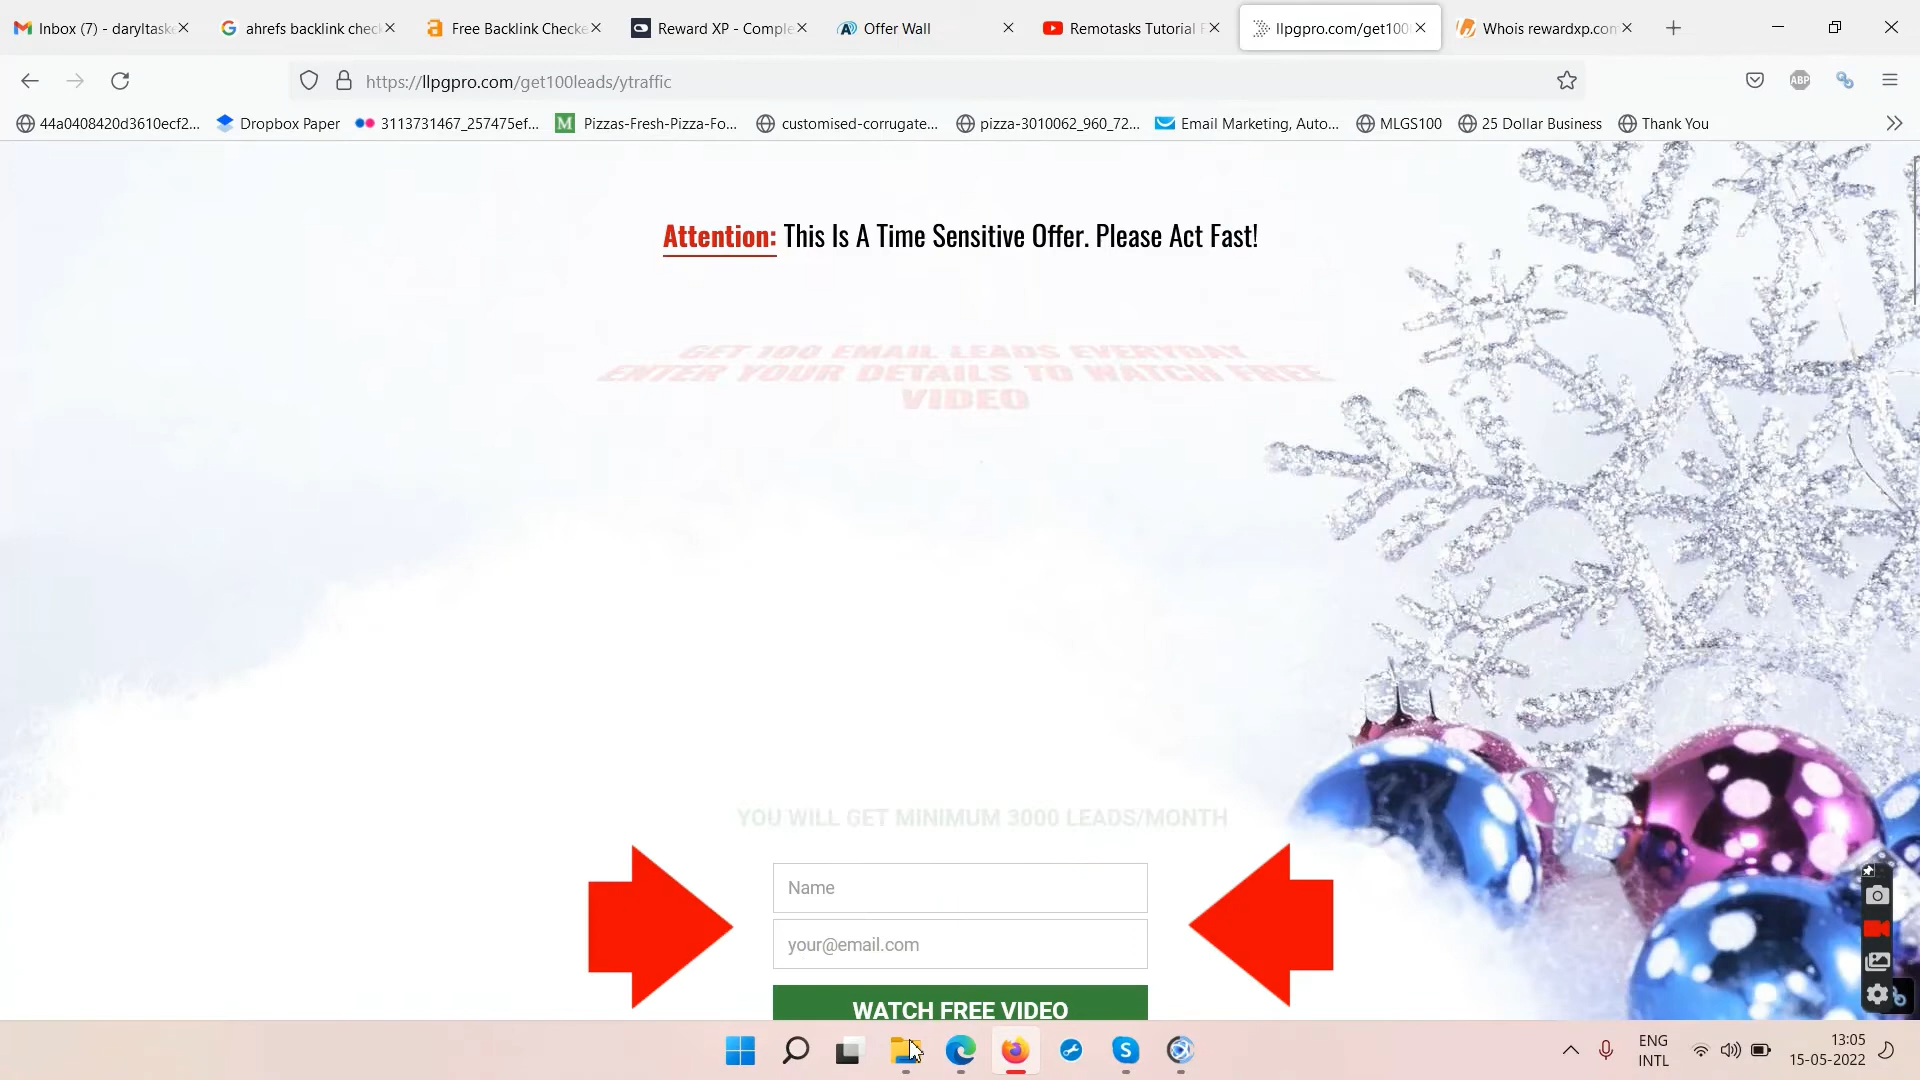 Inbox (7) - daryltaske
ahrefs backlink chec
Free Backlink Checke
Reward XP - Comple
Offer Wall
Remotasks Tutorial F
llpgpro.com/get100l
Whois rewardxp.com
https://llpgpro.com/get100leads/ytraffic
ABP
44a0408420d3610ecf2...
Dropbox Paper
3113731467_257475ef...
Pizzas-Fresh-Pizza-Fo...
customised-corrugate...
pizza-3010062_960_72...
Email Marketing, Auto...
MLGS100
25 Dollar Business
Thank You
Attention: This Is A Time Sensitive Offer. Please Act Fast!
GET 100 EMAIL LEADS EVERYDAY
ENTER YOUR DETAILS TO WATCH FREE
VIDEO
YOU WILL GET MINIMUM 3000 LEADS/MONTH
Name
your@email.com
WATCH FREE VIDEO
ENG
INTL
13:05
15-05-2022